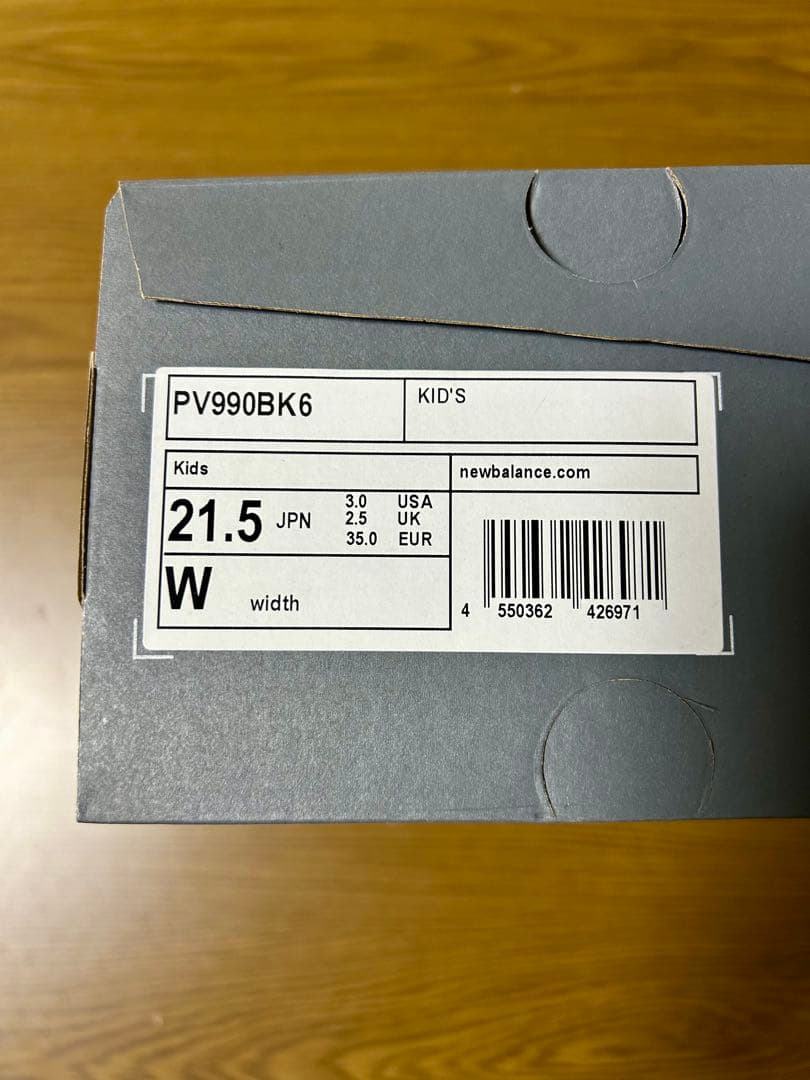 PV990BK6
KID'S
Kids
newbalance.com
21.5 JPN
3.0 USA
2.5 UK
35.0 EUR
W width
4 550362 426971